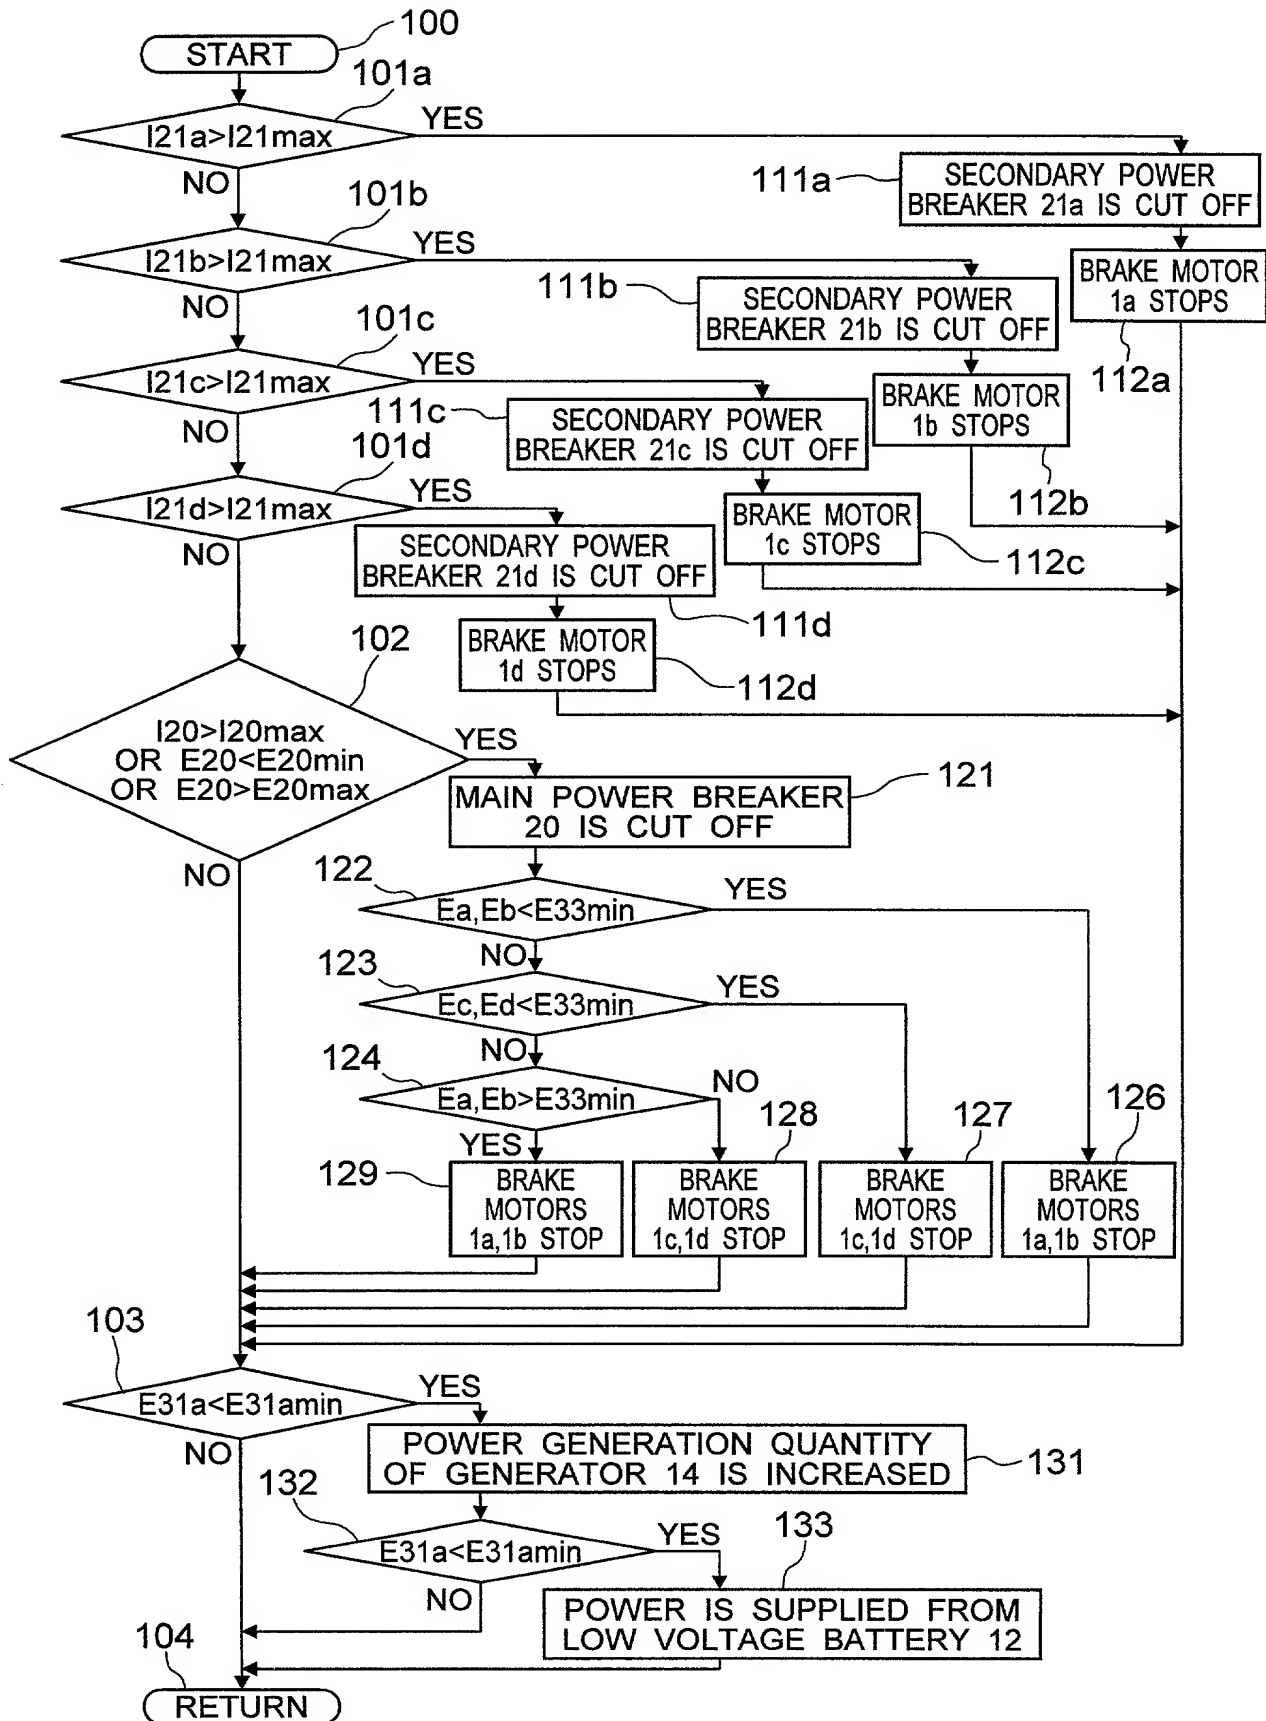 START
100
101a
I21a>I21max
YES
NO
111a
SECONDARY POWER
BREAKER 21a IS CUT OFF
BRAKE MOTOR
1a STOPS
112a
101b
I21b>I21max
YES
NO
111b
SECONDARY POWER
BREAKER 21b IS CUT OFF
BRAKE MOTOR
1b STOPS
112b
101c
I21c>I21max
YES
NO
111c
SECONDARY POWER
BREAKER 21c IS CUT OFF
BRAKE MOTOR
1c STOPS
112c
101d
I21d>I21max
YES
NO
SECONDARY POWER
BREAKER 21d IS CUT OFF
111d
BRAKE MOTOR
1d STOPS
112d
102
I20>I20max
OR E20<E20min
OR E20>E20max
YES
NO
121
MAIN POWER BREAKER
20 IS CUT OFF
122
Ea,Eb<E33min
YES
NO
123
Ec,Ed<E33min
YES
NO
124
Ea,Eb>E33min
NO
YES
129
BRAKE
MOTORS
1a,1b STOP
128
BRAKE
MOTORS
1c,1d STOP
127
BRAKE
MOTORS
1c,1d STOP
126
BRAKE
MOTORS
1a,1b STOP
103
E31a<E31amin
YES
NO
POWER GENERATION QUANTITY
OF GENERATOR 14 IS INCREASED
131
132
E31a<E31amin
YES
NO
133
POWER IS SUPPLIED FROM
LOW VOLTAGE BATTERY 12
104
RETURN